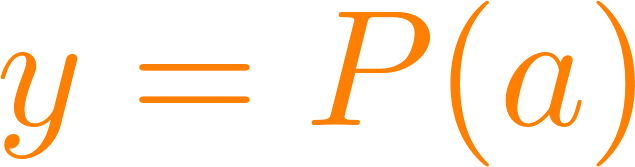 y = P(a)